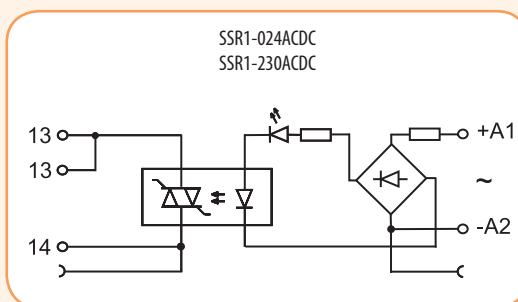 SSR1-024ACDC
SSR1-230ACDC
13
13
14
+A1
~
-A2